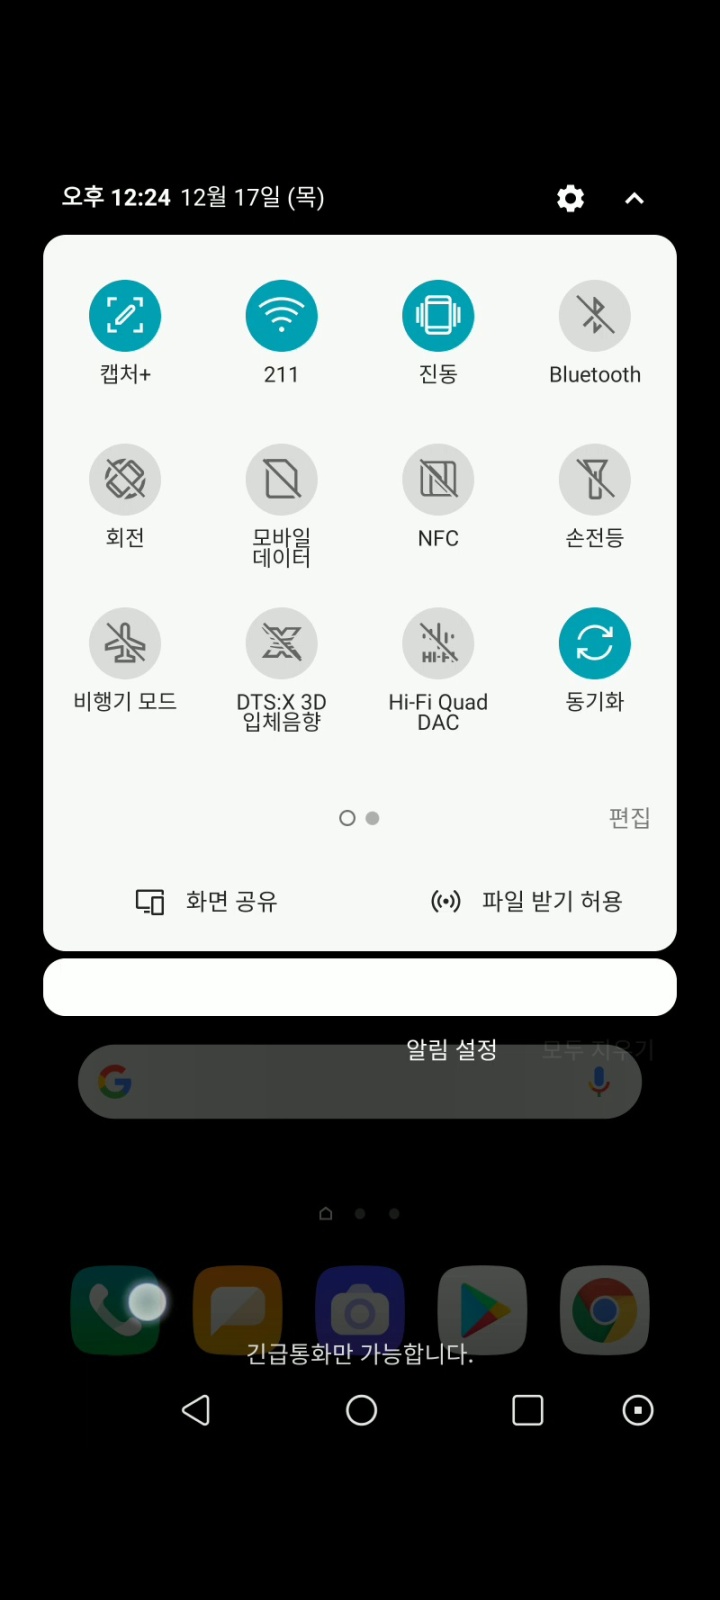 오후 12:24 12월 17일 (목)
캡처+ 211 진동 Bluetooth
회전 모바일 데이터 NFC 손전등
비행기 모드 DTS:X 3D 입체음향 Hi-Fi Quad DAC HI-FI 동기화
편집
화면 공유 파일 받기 허용
알림 설정 모두 지우기
긴급통화만 가능합니다.